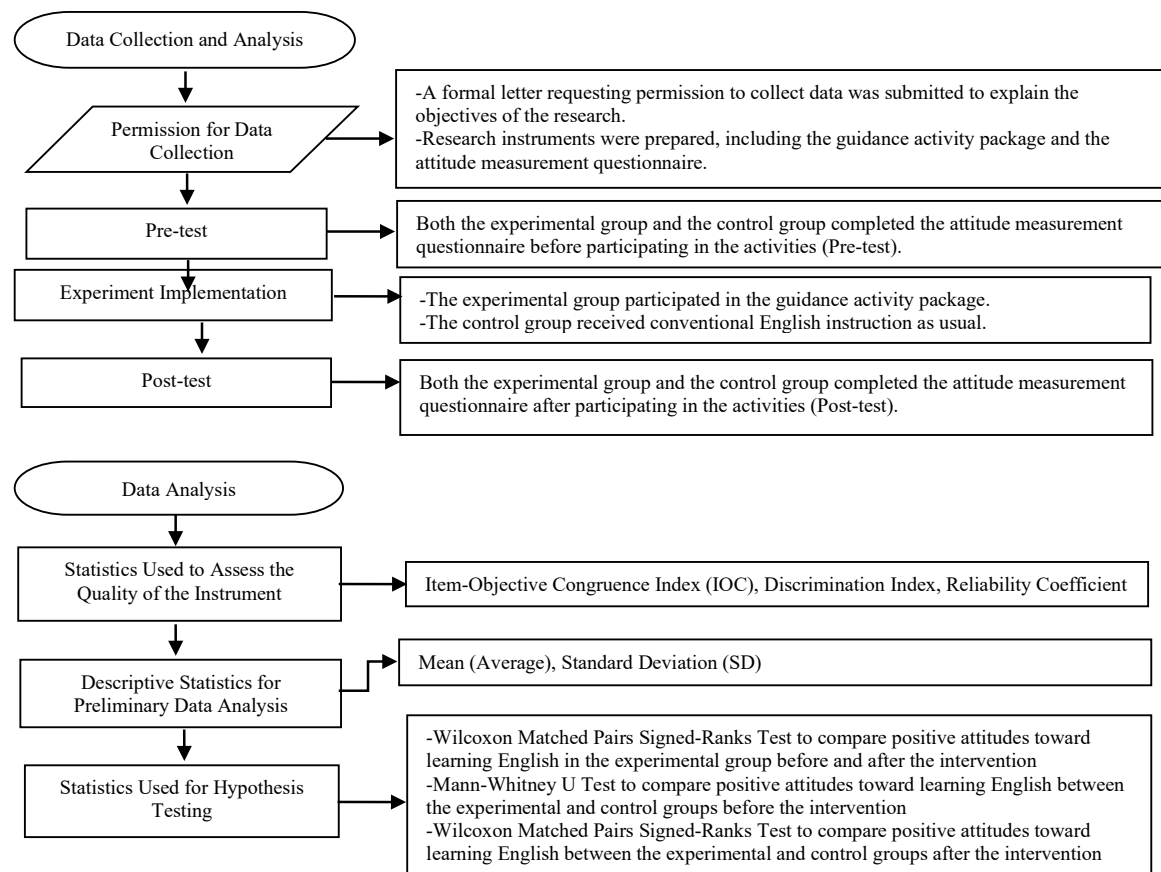 Data Collection and Analysis
Permission for Data
Collection
-A formal letter requesting permission to collect data was submitted to explain the
objectives of the research.
-Research instruments were prepared, including the guidance activity package and the
attitude measurement questionnaire.
Pre-test
Both the experimental group and the control group completed the attitude measurement
questionnaire before participating in the activities (Pre-test).
Experiment Implementation
-The experimental group participated in the guidance activity package.
-The control group received conventional English instruction as usual.
Post-test
Both the experimental group and the control group completed the attitude measurement
questionnaire after participating in the activities (Post-test).
Data Analysis
Statistics Used to Assess the
Quality of the Instrument
Item-Objective Congruence Index (IOC), Discrimination Index, Reliability Coefficient
Descriptive Statistics for
Preliminary Data Analysis
Mean (Average), Standard Deviation (SD)
Statistics Used for Hypothesis
Testing
-Wilcoxon Matched Pairs Signed-Ranks Test to compare positive attitudes toward
learning English in the experimental group before and after the intervention
-Mann-Whitney U Test to compare positive attitudes toward learning English between
the experimental and control groups before the intervention
-Wilcoxon Matched Pairs Signed-Ranks Test to compare positive attitudes toward
learning English between the experimental and control groups after the intervention